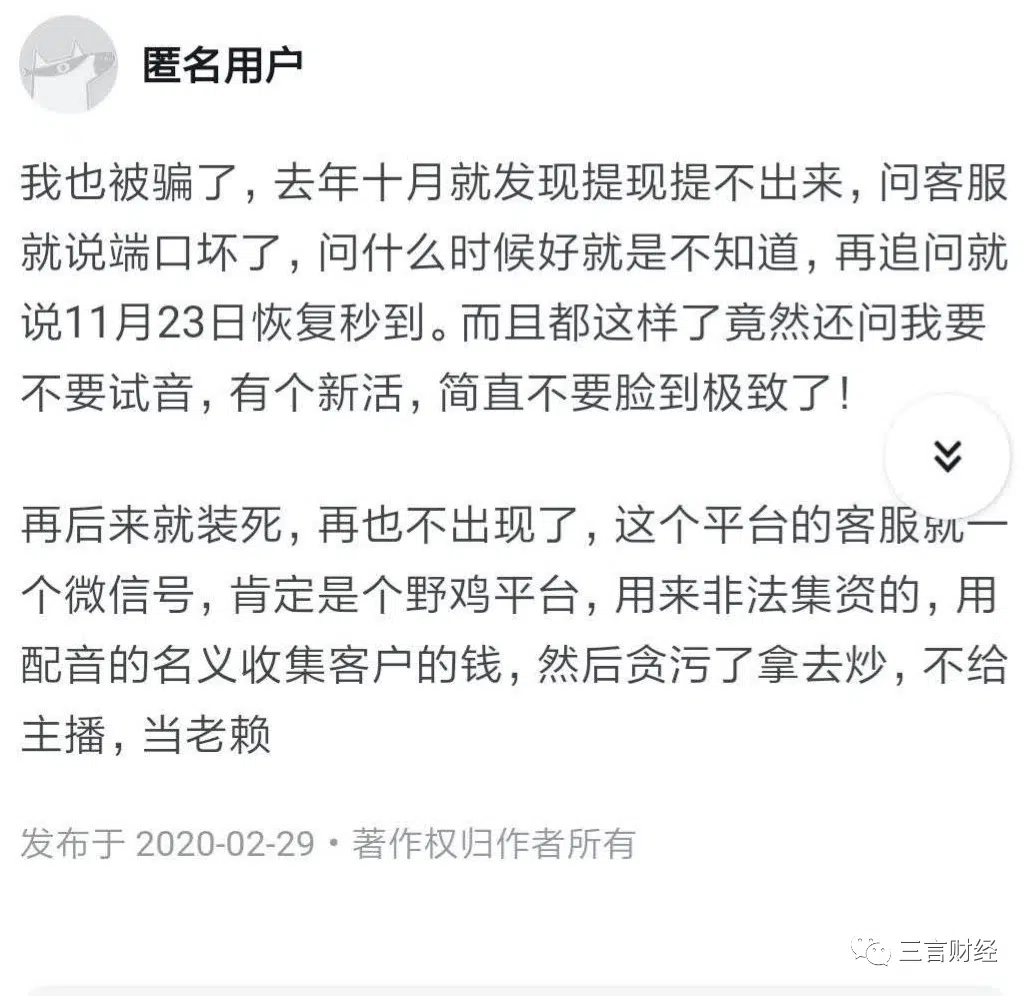 匿名用户
我也被骗了，去年十月就发现提现提不出来，问客服
就说端口坏了，问什么时候好就是不知道，再追问就
说11月23日恢复秒到。而且都这样了竟然还问我要
不要试音，有个新活，简直不要脸到极致了！
再后来就装死，再也不出现了，这个平台的客服就一
个微信号，肯定是个野鸡平台，用来非法集资的，用
配音的名义收集客户的钱，然后贪污了拿去炒，不给
主播，当老赖
发布于 2020-02-29・著作权归作者所有
三言财经